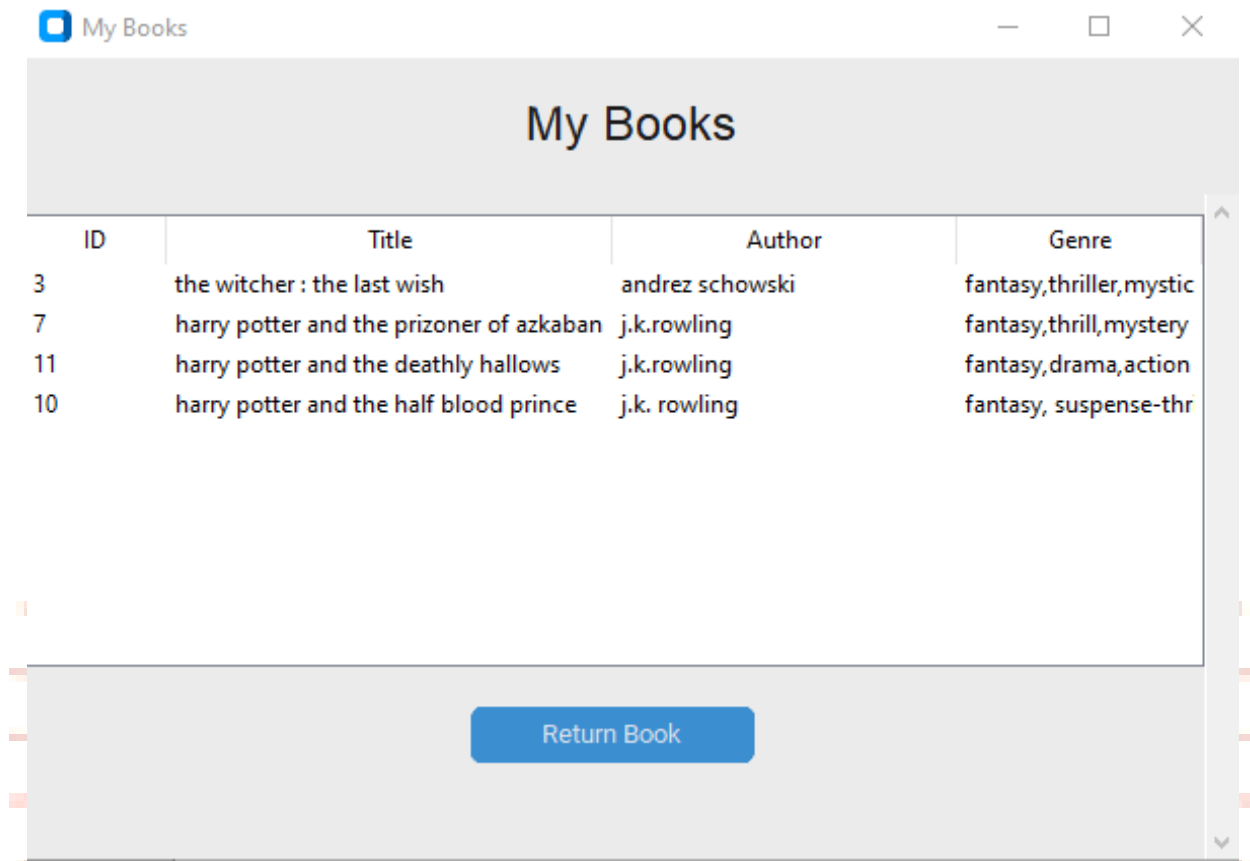 My Books
My Books
ID Title Author Genre
3 the witcher : the last wish andrez schowski fantasy,thriller,mystic
7 harry potter and the prizoner of azkaban j.k.rowling fantasy,thrill,mystery
11 harry potter and the deathly hallows j.k.rowling fantasy,drama,action
10 harry potter and the half blood prince j.k. rowling fantasy, suspense-thr
Return Book